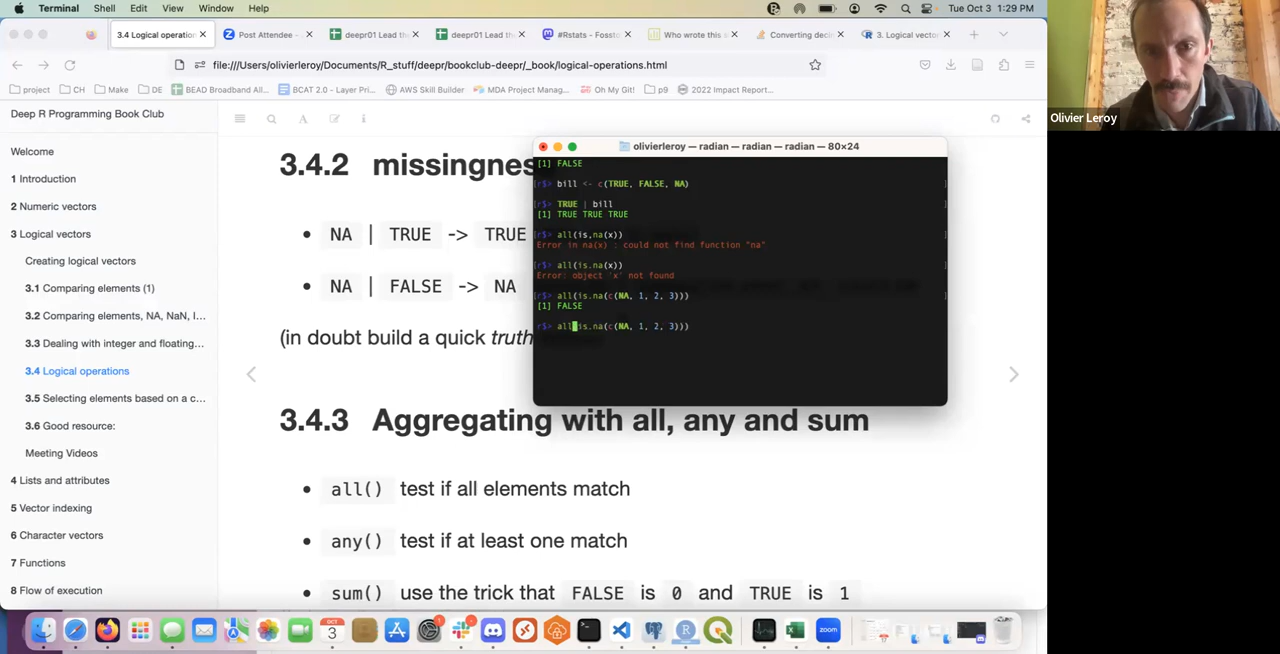 Terminal Shell Edit View Window Help Tue Oct 3 1:29 PM
3.4 Logical operation Post Attendee - deepr01 Lead the deepr01 Lead the #Rstats - Fosst Who wrote this Converting deci 3. Logical vector
file:///Users/olivierleroy/Documents/R_stuff/deepr/bookclub-deepr/_book/logical-operations.html
project CH Make DE BEAD Broadband All... BCAT 2.0 - Layer Pri... AWS Skill Builder MDA Project Manag... Oh My Git! p9 2022 Impact Report...
Deep R Programming Book Club
Welcome
1 Introduction
2 Numeric vectors
3 Logical vectors
Creating logical vectors
3.1 Comparing elements (1)
3.2 Comparing elements, NA, NaN, I...
3.3 Dealing with integer and floating...
3.4 Logical operations
3.5 Selecting elements based on a c...
3.6 Good resource:
Meeting Videos
4 Lists and attributes
5 Vector indexing
6 Character vectors
7 Functions
8 Flow of execution
3.4.2 missingnes
NA | TRUE -> TRUE
NA | FALSE -> NA
(in doubt build a quick truth
3.4.3 Aggregating with all, any and sum
all() test if all elements match
any() test if at least one match
sum() use the trick that FALSE is 0 and TRUE is 1
olivierleroy — radian — radian — radian — 80×24
[1] FALSE
r$> bill <- c(TRUE, FALSE, NA)
r$> TRUE | bill
[1] TRUE TRUE TRUE
r$> all(is,na(x))
Error in na(x) : could not find function "na"
r$> all(is.na(x))
Error: object 'x' not found
r$> all(is.na(c(NA, 1, 2, 3)))
[1] FALSE
r$> all(is.na(c(NA, 1, 2, 3)))
Olivier Leroy
OCT
3
zoom